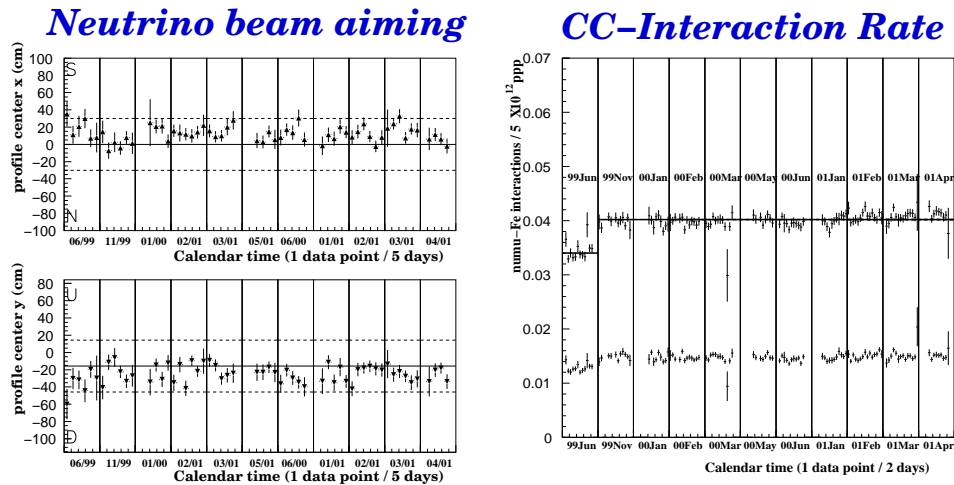 Neutrino beam aiming
CC-Interaction Rate
profile center x (cm)
100
80
60
40
20
0
-20
-40
-60
-80
-100
S
N
06/99 11/99 01/00 02/01 03/01 05/01 06/00 01/01 02/01 03/01 04/01
Calendar time (1 data point / 5 days)
profile center y (cm)
80
60
40
20
0
-20
-40
-60
-80
-100
U
D
06/99 11/99 01/00 02/01 03/01 05/01 06/00 01/01 02/01 03/01 04/01
Calendar time (1 data point / 5 days)
numu-Fe interactions / 5 X10^12 ppp
0.07
0.06
0.05
0.04
0.03
0.02
0.01
0
99Jun 99Nov 00Jan 00Feb 00Mar 00May 00Jun 01Jan 01Feb 01Mar 01Apr
99Jun 99Nov 00Jan 00Feb 00Mar 00May 00Jun 01Jan 01Feb 01Mar 01Apr
Calendar time (1 data point / 2 days)